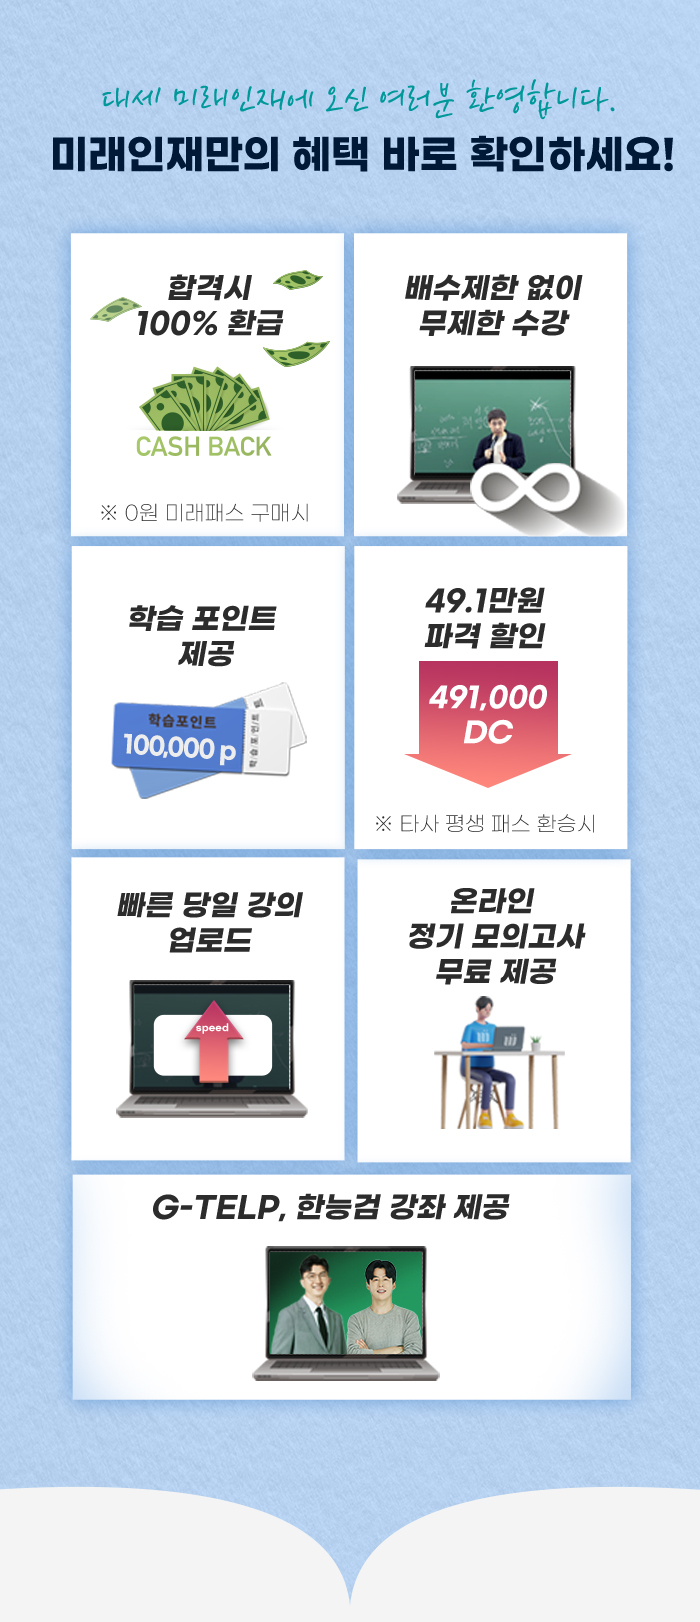 대세 미래인재에 오신 여러분 환영합니다.
미래인재만의 혜택 바로 확인하세요!
합격시
100% 환급
CASH BACK
※ 0원 미래패스 구매시
배수제한 없이
무제한 수강
학습 포인트
제공
학습포인트
100,000 p
학습포인트
49.1만원
파격 할인
491,000
DC
※ 타사 평생 패스 환승시
빠른 당일 강의
업로드
speed
온라인
정기 모의고사
무료 제공
G-TELP, 한능검 강좌 제공